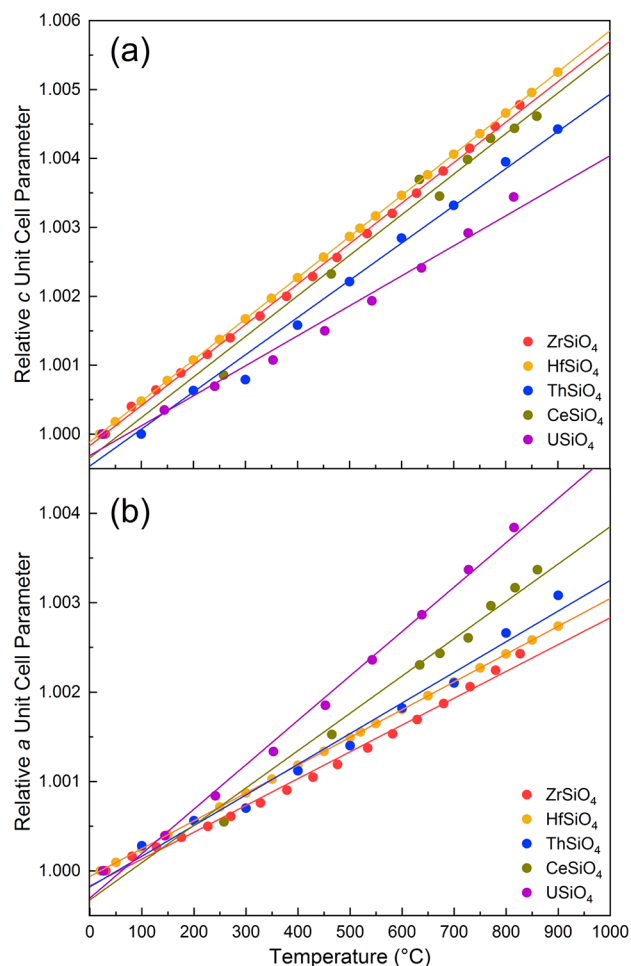 (a)
Relative c Unit Cell Parameter
1.006
1.005
1.004
1.003
1.002
1.001
1.000
ZrSiO₄
HfSiO₄
ThSiO₄
CeSiO₄
USiO₄
(b)
Relative a Unit Cell Parameter
1.004
1.003
1.002
1.001
1.000
ZrSiO₄
HfSiO₄
ThSiO₄
CeSiO₄
USiO₄
0 100 200 300 400 500 600 700 800 900 1000
Temperature (°C)